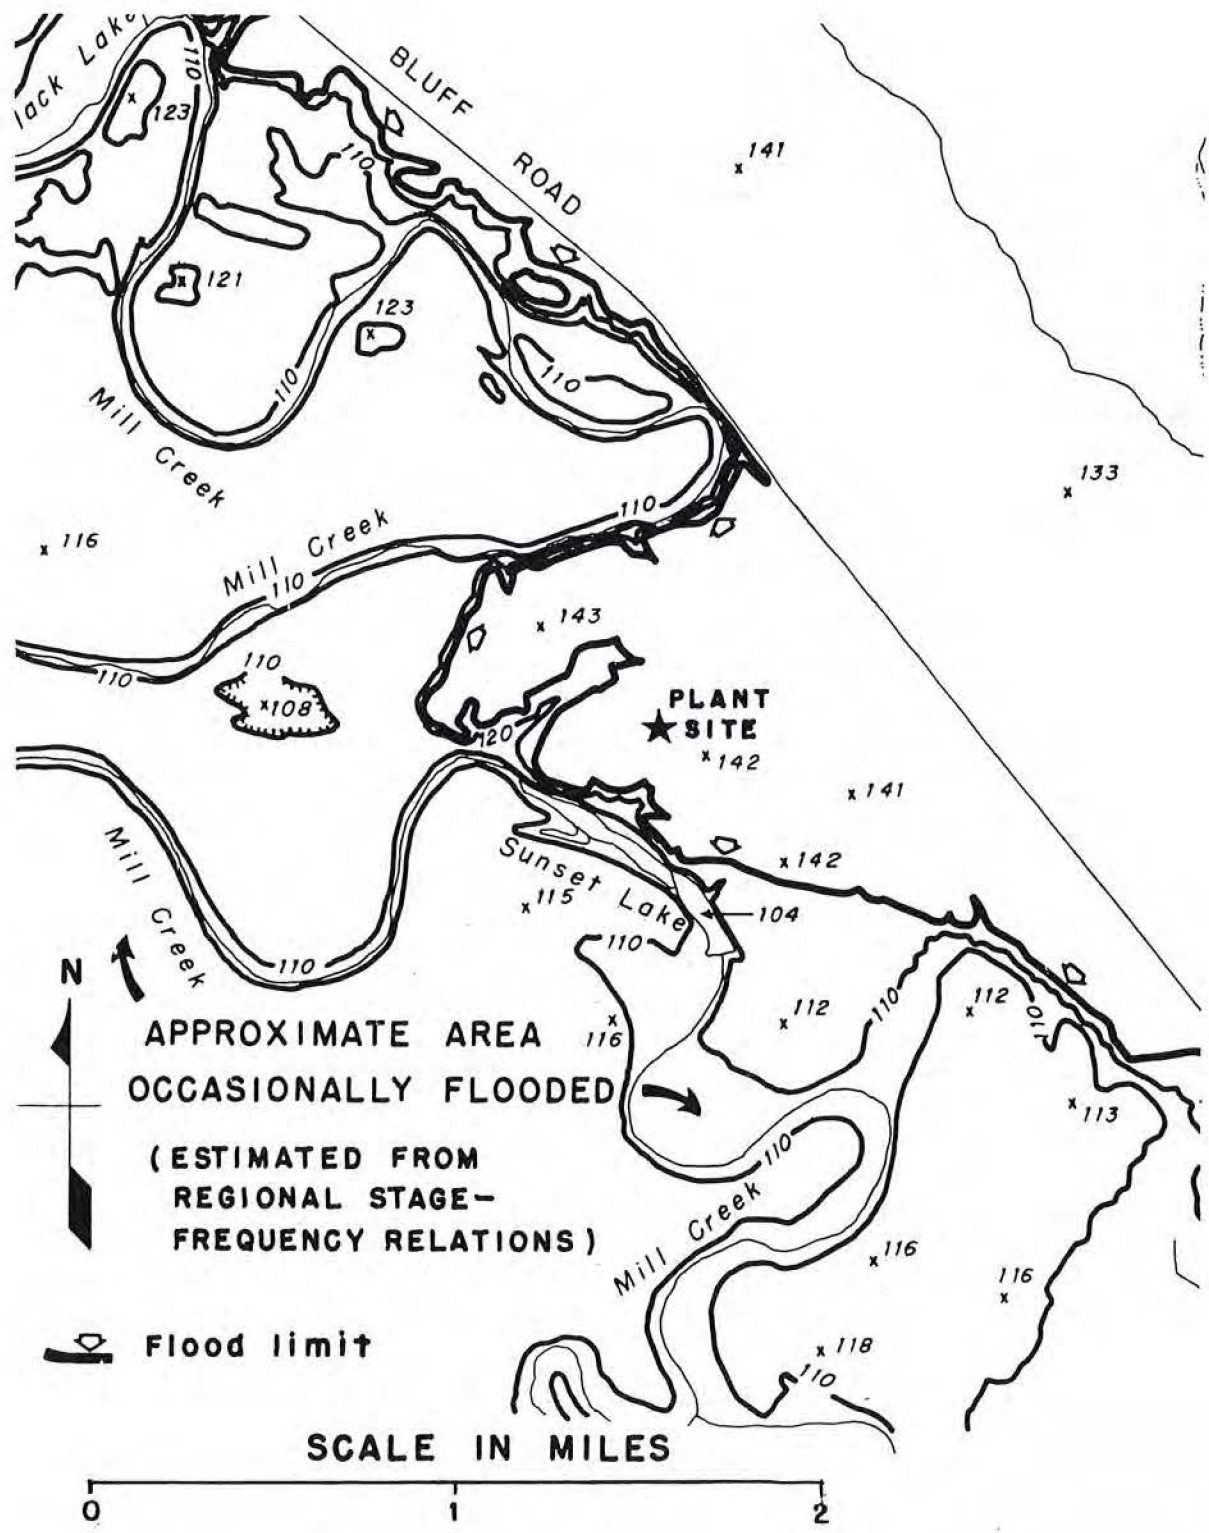 lack Lake
110
123
BLUFF
ROAD
110
141
121
123
110
110
Mill Creek
133
110
116
Mill Creek
110
143
110
110
108
PLANT
SITE
120
142
141
142
Mill Creek
Sunset Lake
115
104
110
N
110
110
112
112
110
116
APPROXIMATE AREA
OCCASIONALLY FLOODED
113
110
(ESTIMATED FROM
REGIONAL STAGE-
FREQUENCY RELATIONS)
Mill Creek
116
116
Flood limit
118
110
SCALE IN MILES
0 1 2